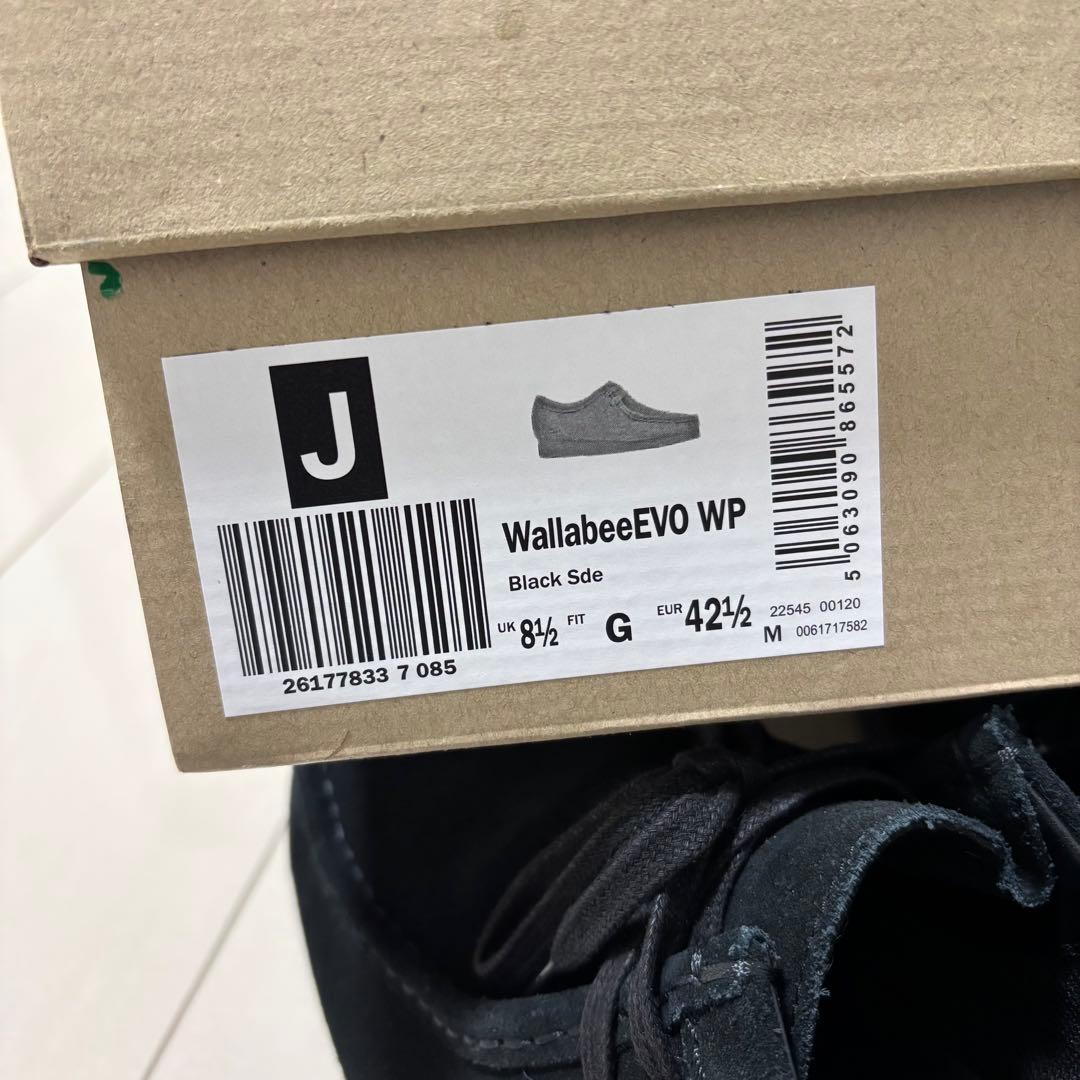 J
WallabeeEVO WP
Black Sde
UK 8½ FIT G EUR 42½
26177833 7 085
5 063090 865572
22545 00120
M 0061717582